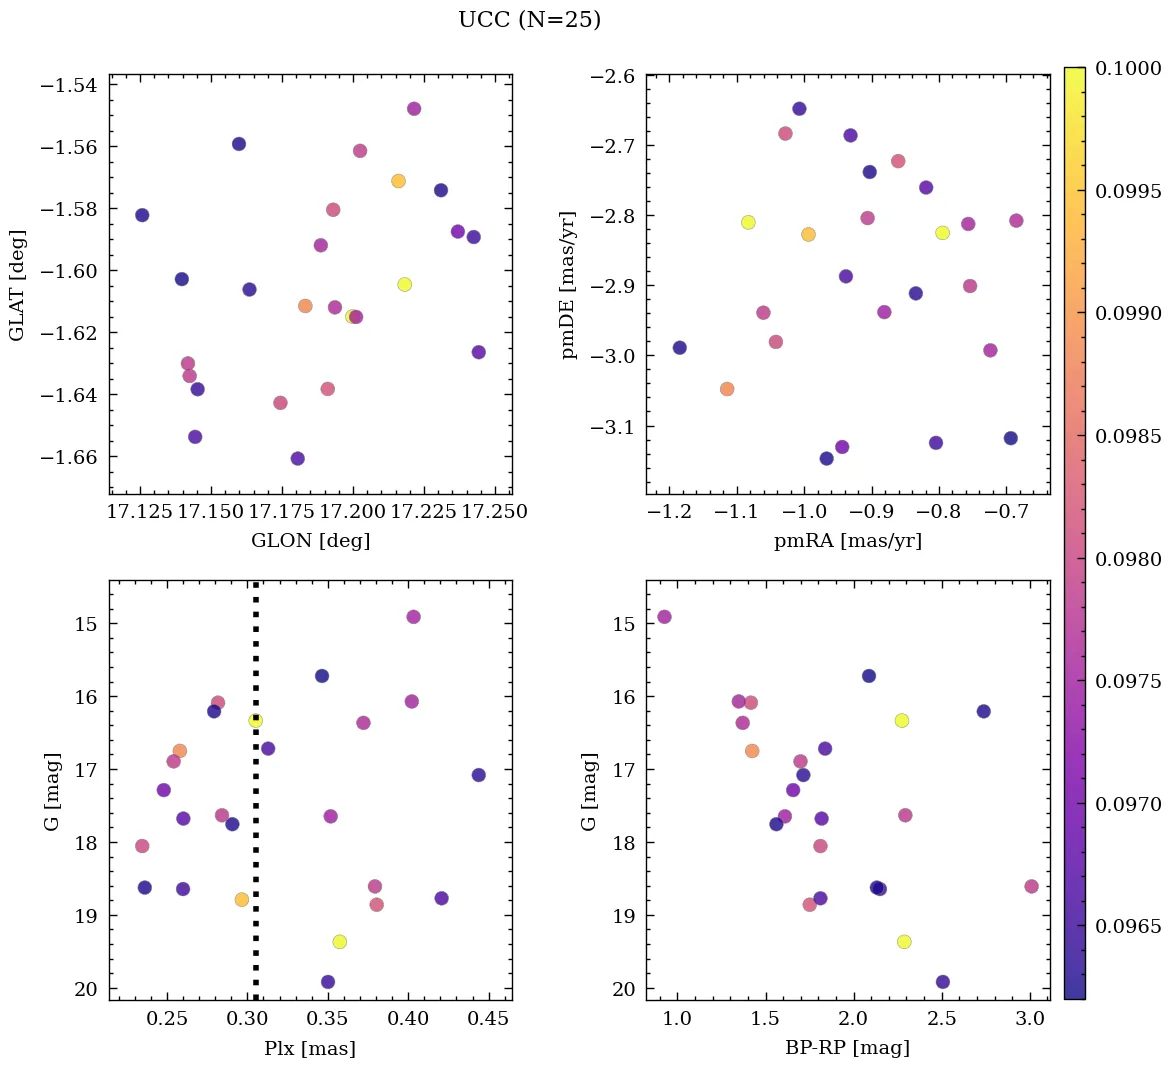 UCC (N=25)
−1.54
−1.56
−1.58
−1.60
−1.62
−1.64
−1.66
GLAT [deg]
17.125 17.150 17.175 17.200 17.225 17.250
GLON [deg]
−2.6
−2.7
−2.8
−2.9
−3.0
−3.1
pmDE [mas/yr]
−1.2 −1.1 −1.0 −0.9 −0.8 −0.7
pmRA [mas/yr]
15
16
17
18
19
20
G [mag]
0.25 0.30 0.35 0.40 0.45
Plx [mas]
15
16
17
18
19
20
G [mag]
1.0 1.5 2.0 2.5 3.0
BP-RP [mag]
0.1000
0.0995
0.0990
0.0985
0.0980
0.0975
0.0970
0.0965